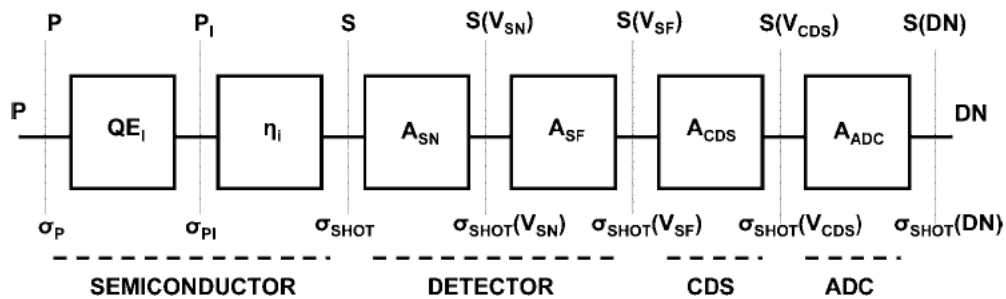 P P_I S S(V_SN) S(V_SF) S(V_CDS) S(DN)
P QE_I η_i A_SN A_SF A_CDS A_ADC DN
σ_P σ_PI σ_SHOT σ_SHOT(V_SN) σ_SHOT(V_SF) σ_SHOT(V_CDS) σ_SHOT(DN)
SEMICONDUCTOR DETECTOR CDS ADC